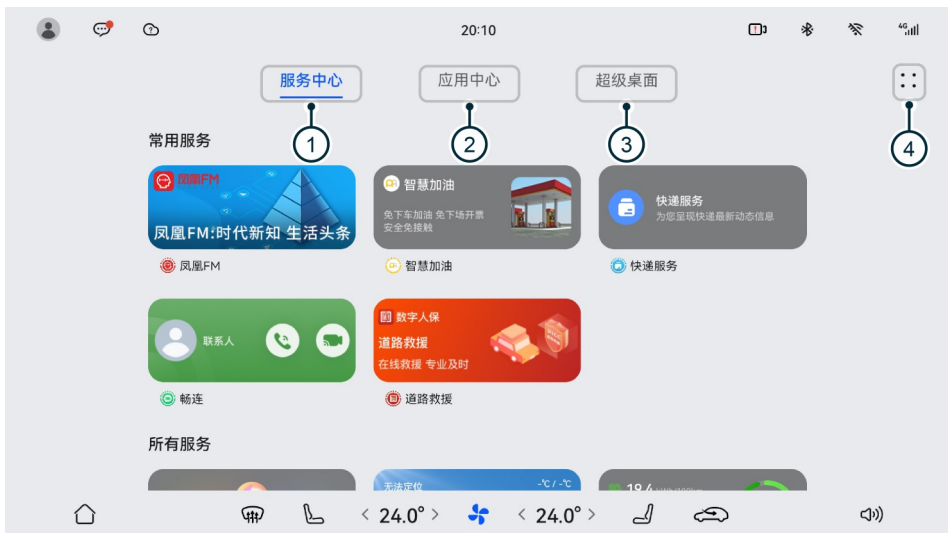 20:10
4G
服务中心
应用中心
超级桌面
1
2
3
4
常用服务
凤凰FM
凤凰FM:时代新知 生活头条
智慧加油
免下车加油 免下场开票
安全免接触
快递服务
为您呈现快递最新动态信息
凤凰FM
智慧加油
快递服务
联系人
数字人保
道路救援
在线救援 专业及时
畅连
道路救援
所有服务
无法定位
-℃ / -℃
19.4 kWh/100km
< 24.0° >
< 24.0° >